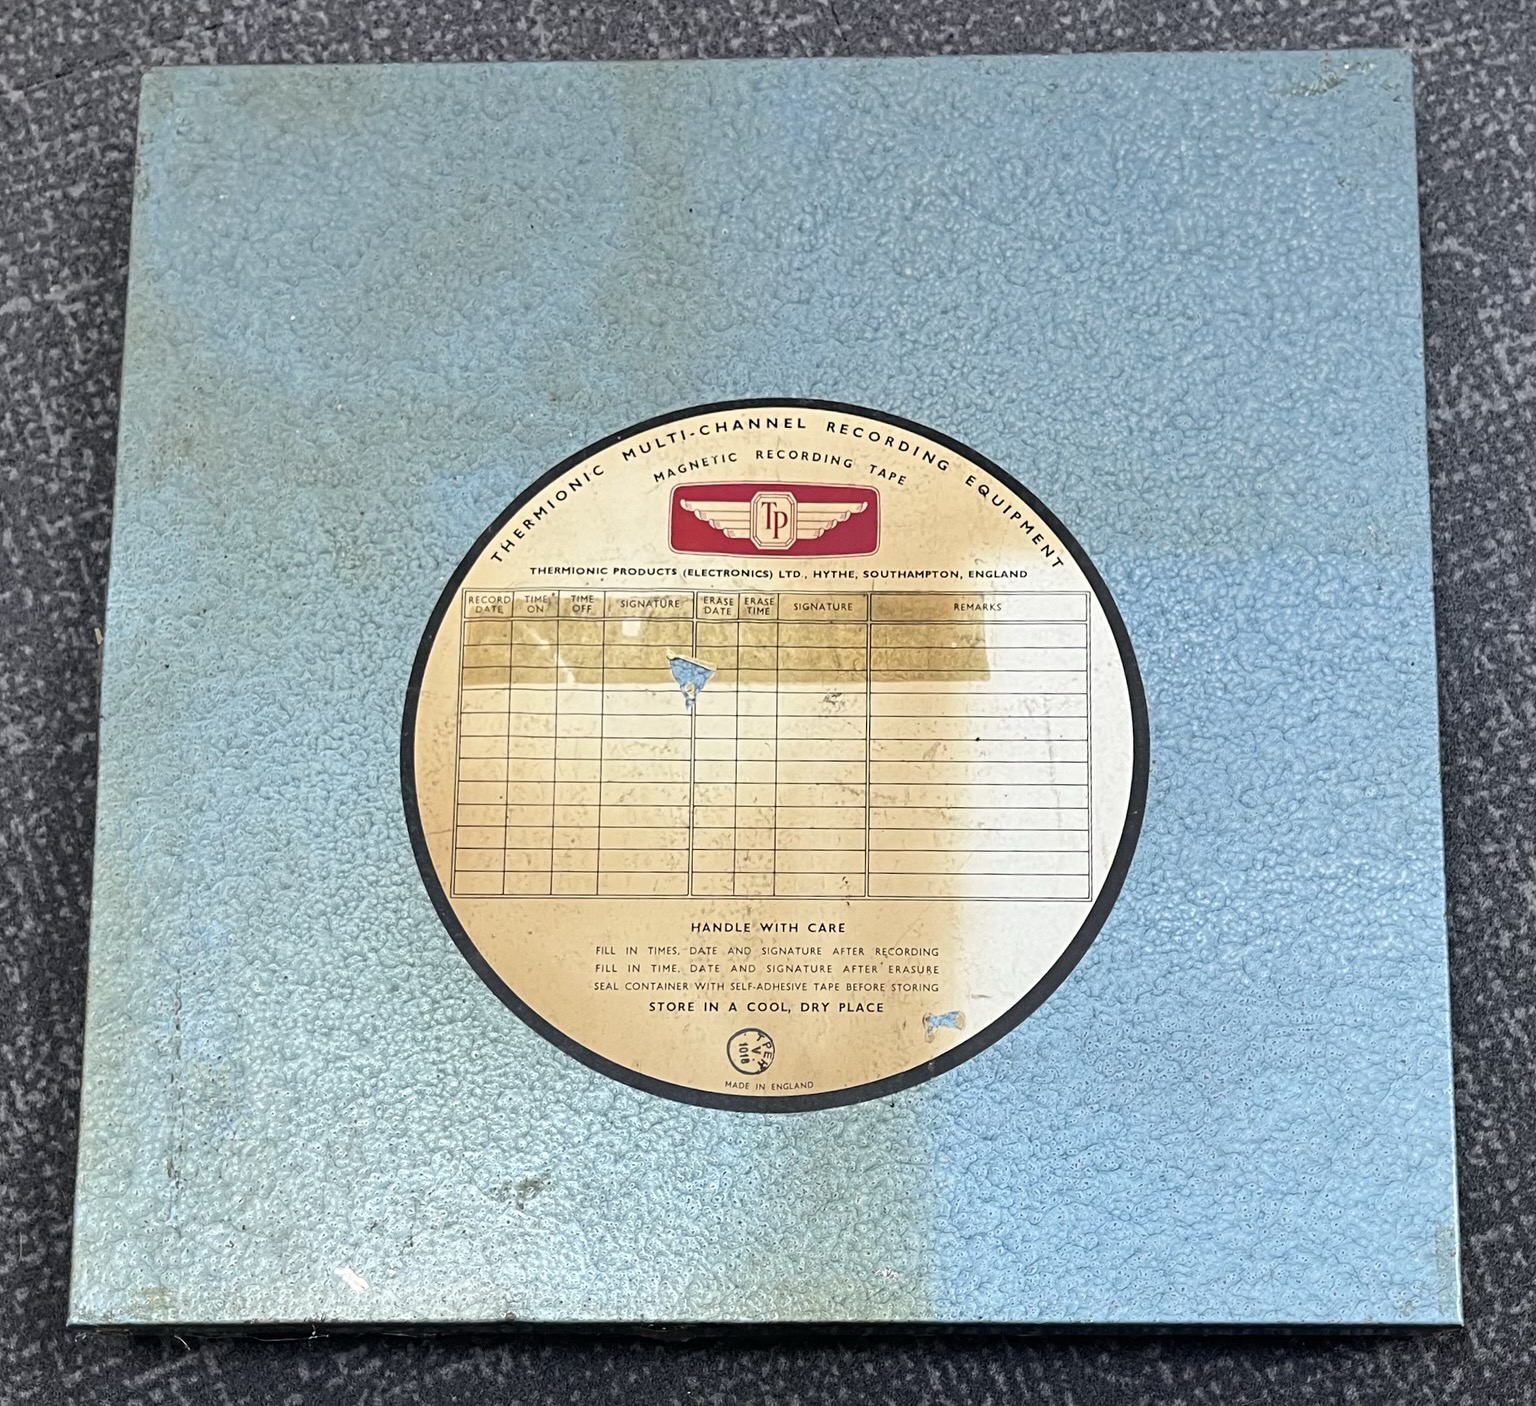 THERMIONIC MULTI-CHANNEL RECORDING EQUIPMENT
MAGNETIC RECORDING TAPE
Tp
THERMIONIC PRODUCTS (ELECTRONICS) LTD., HYTHE, SOUTHAMPTON, ENGLAND
RECORD DATE TIME ON TIME OFF SIGNATURE ERASE DATE ERASE TIME SIGNATURE REMARKS
HANDLE WITH CARE
FILL IN TIMES, DATE AND SIGNATURE AFTER RECORDING
FILL IN TIME, DATE AND SIGNATURE AFTER ERASURE
SEAL CONTAINER WITH SELF-ADHESIVE TAPE BEFORE STORING
STORE IN A COOL, DRY PLACE
V.
1018
MADE IN ENGLAND